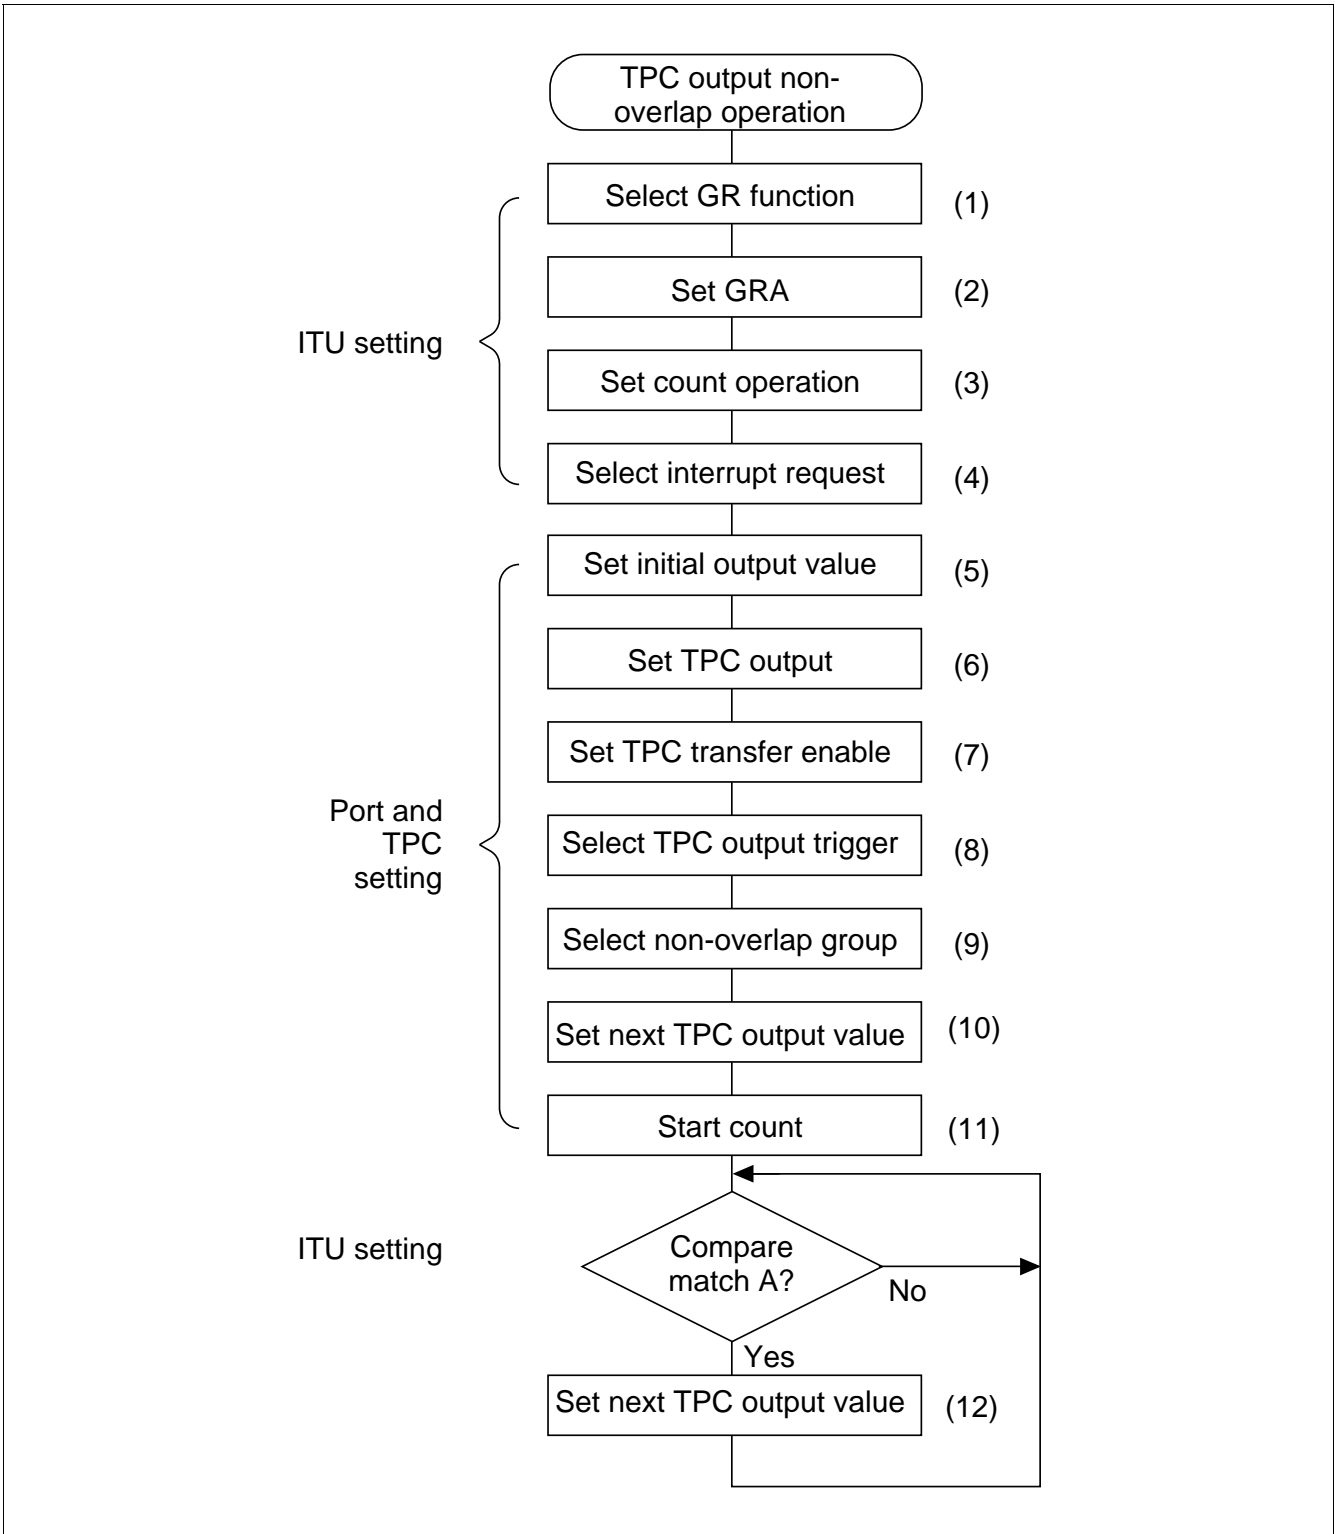 TPC output non-
overlap operation
Select GR function
(1)
Set GRA
(2)
ITU setting
Set count operation
(3)
Select interrupt request
(4)
Set initial output value
(5)
Set TPC output
(6)
Set TPC transfer enable
(7)
Port and
TPC
setting
Select TPC output trigger
(8)
Select non-overlap group
(9)
Set next TPC output value
(10)
Start count
(11)
ITU setting
Compare
match A?
No
Yes
Set next TPC output value
(12)